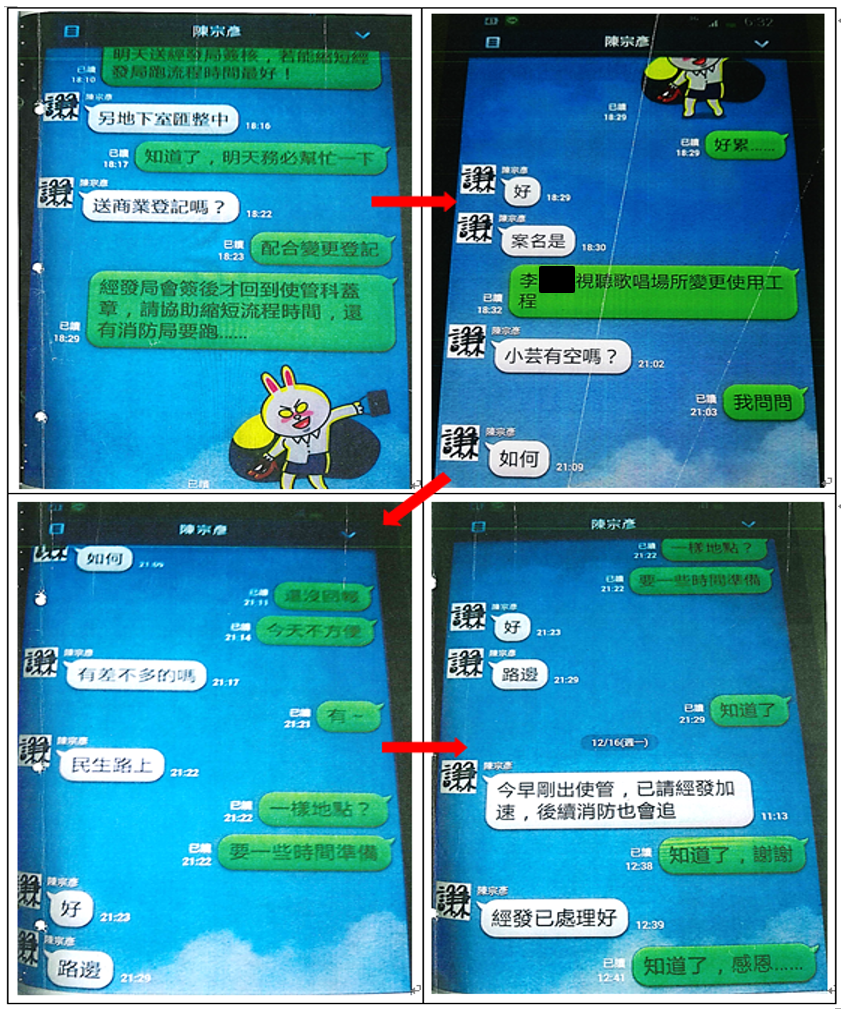 陳宗彥
明天送經發局簽核，若能縮短經
發局跑流程時間最好！
已讀
18:10
陳宗彥
另地下室匯整中
18:16
已讀
18:17
知道了，明天務必幫忙一下
陳宗彥
送商業登記嗎？
18:22
已讀
18:23
配合變更登記
經發局會簽後才回到使管科蓋
章，請協助縮短流程時間，還
有消防局要跑......
已讀
18:29
已讀
陳宗彥
6:32
已讀
18:29
已讀
18:29
好累......
陳宗彥
好
18:29
陳宗彥
案名是
18:30
李 視聽歌唱場所變更使用工
程
已讀
18:32
陳宗彥
小芸有空嗎？
21:02
已讀
21:03
我問問
陳宗彥
如何
21:09
陳宗彥
如何
21:09
已讀
21:11
還沒回報
已讀
21:14
今天不方便
陳宗彥
有差不多的嗎
21:17
已讀
21:21
有~
陳宗彥
民生路上
21:22
已讀
21:22
一樣地點？
已讀
21:22
要一些時間準備
陳宗彥
好
21:23
陳宗彥
路邊
21:29
陳宗彥
已讀
21:22
一樣地點？
已讀
21:22
要一些時間準備
陳宗彥
好
21:23
陳宗彥
路邊
21:29
已讀
21:29
知道了
12/16(週一)
陳宗彥
今早剛出使管，已請經發加
速，後續消防也會追
11:13
已讀
12:38
知道了，謝謝
陳宗彥
經發已處理好
12:39
已讀
12:41
知道了，感恩......